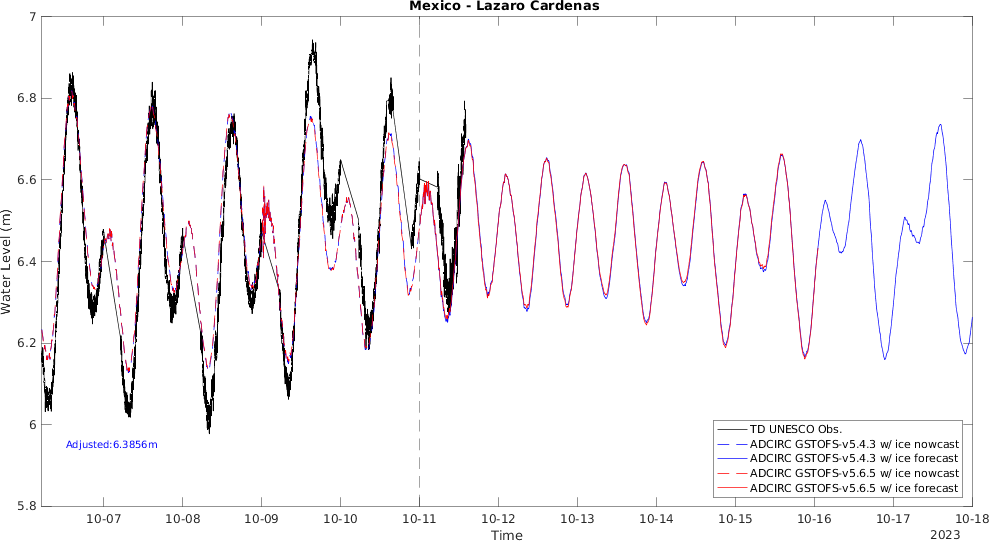 Mexico - Lazaro Cardenas
7
6.8
6.6
6.4
6.2
6
5.8
Water Level (m)
Adjusted:6.3856m
TD UNESCO Obs.
ADCIRC GSTOFS-v5.4.3 w/ ice nowcast
ADCIRC GSTOFS-v5.4.3 w/ ice forecast
ADCIRC GSTOFS-v5.6.5 w/ ice nowcast
ADCIRC GSTOFS-v5.6.5 w/ ice forecast
10-07 10-08 10-09 10-10 10-11 10-12 10-13 10-14 10-15 10-16 10-17 10-18
Time
2023